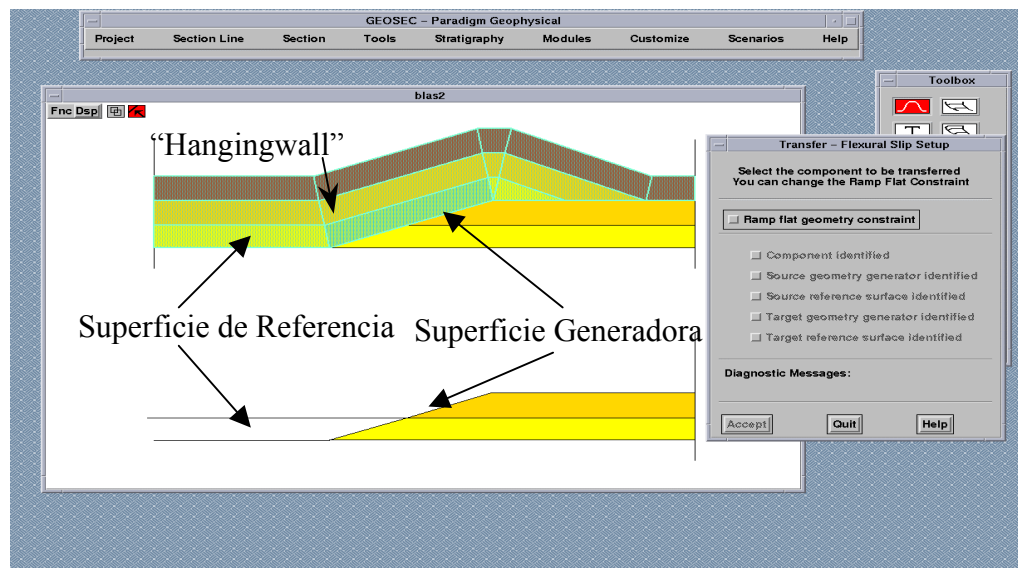 GEOSEC – Paradigm Geophysical
Project Section Line Section Tools Stratigraphy Modules Customize Scenarios Help
blas2
Fnc Dsp
Toolbox
T
“Hangingwall”
Superficie de Referencia
Superficie Generadora
Transfer – Flexural Slip Setup
Select the component to be transferred
You can change the Ramp Flat Constraint
Ramp flat geometry constraint
Component identified
Source geometry generator identified
Source reference surface identified
Target geometry generator identified
Target reference surface identified
Diagnostic Messages:
Accept Quit Help